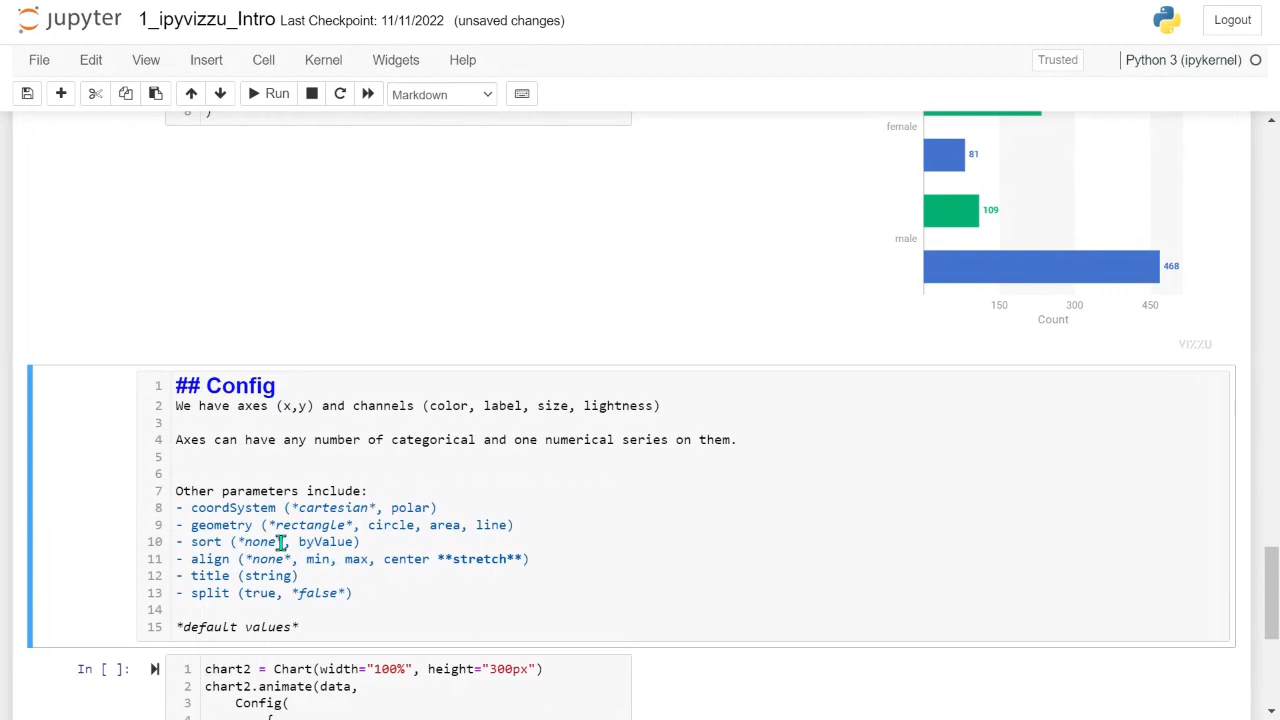 jupyter 1_ipyvizzu_Intro Last Checkpoint: 11/11/2022 (unsaved changes) Logout
File Edit View Insert Cell Kernel Widgets Help Trusted Python 3 (ipykernel)
Run Markdown
8 )
female
81
109
male
468
150 300 450
Count
VIZZU
1 ## Config
2 We have axes (x,y) and channels (color, label, size, lightness)
3
4 Axes can have any number of categorical and one numerical series on them.
5
6
7 Other parameters include:
8 - coordSystem (*cartesian*, polar)
9 - geometry (*rectangle*, circle, area, line)
10 - sort (*none*, byValue)
11 - align (*none*, min, max, center **stretch**)
12 - title (string)
13 - split (true, *false*)
14
15 *default values*
In [ ]: 1 chart2 = Chart(width="100%", height="300px")
2 chart2.animate(data,
3 Config(
4 {